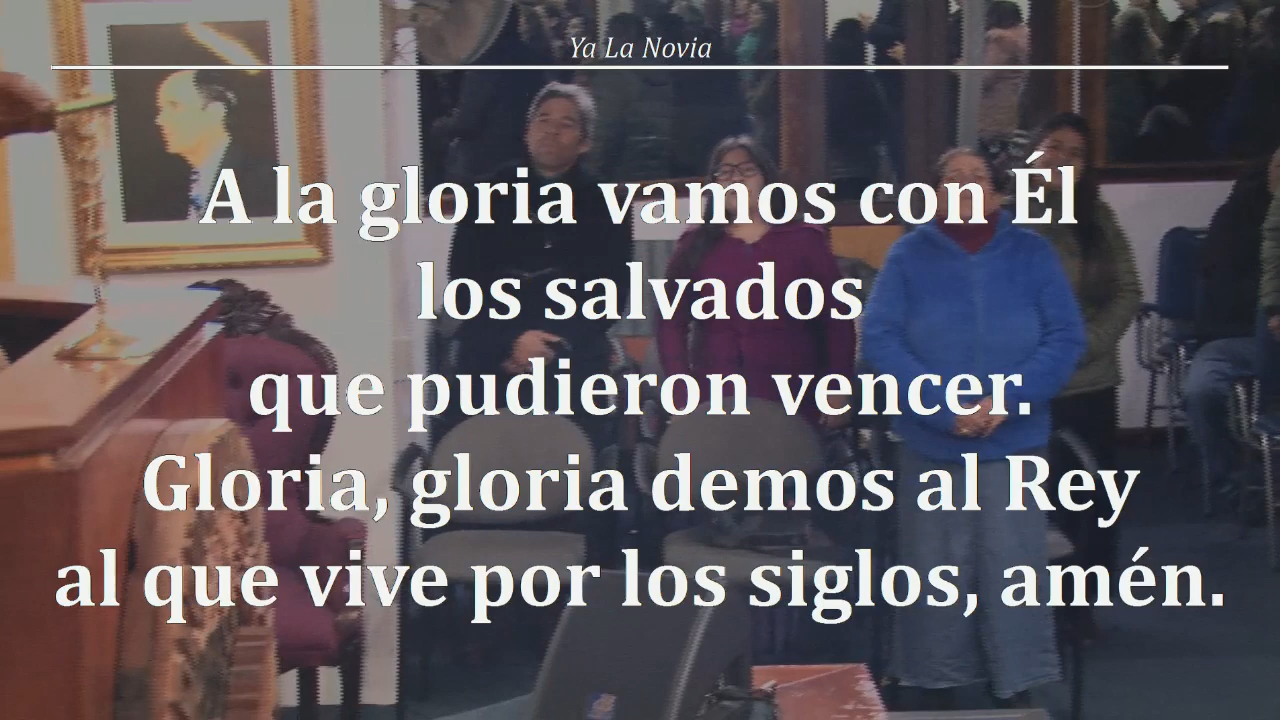 Ya La Novia
A la gloria vamos con Él
los salvados
que pudieron vencer.
Gloria, gloria demos al Rey
al que vive por los siglos, amén.